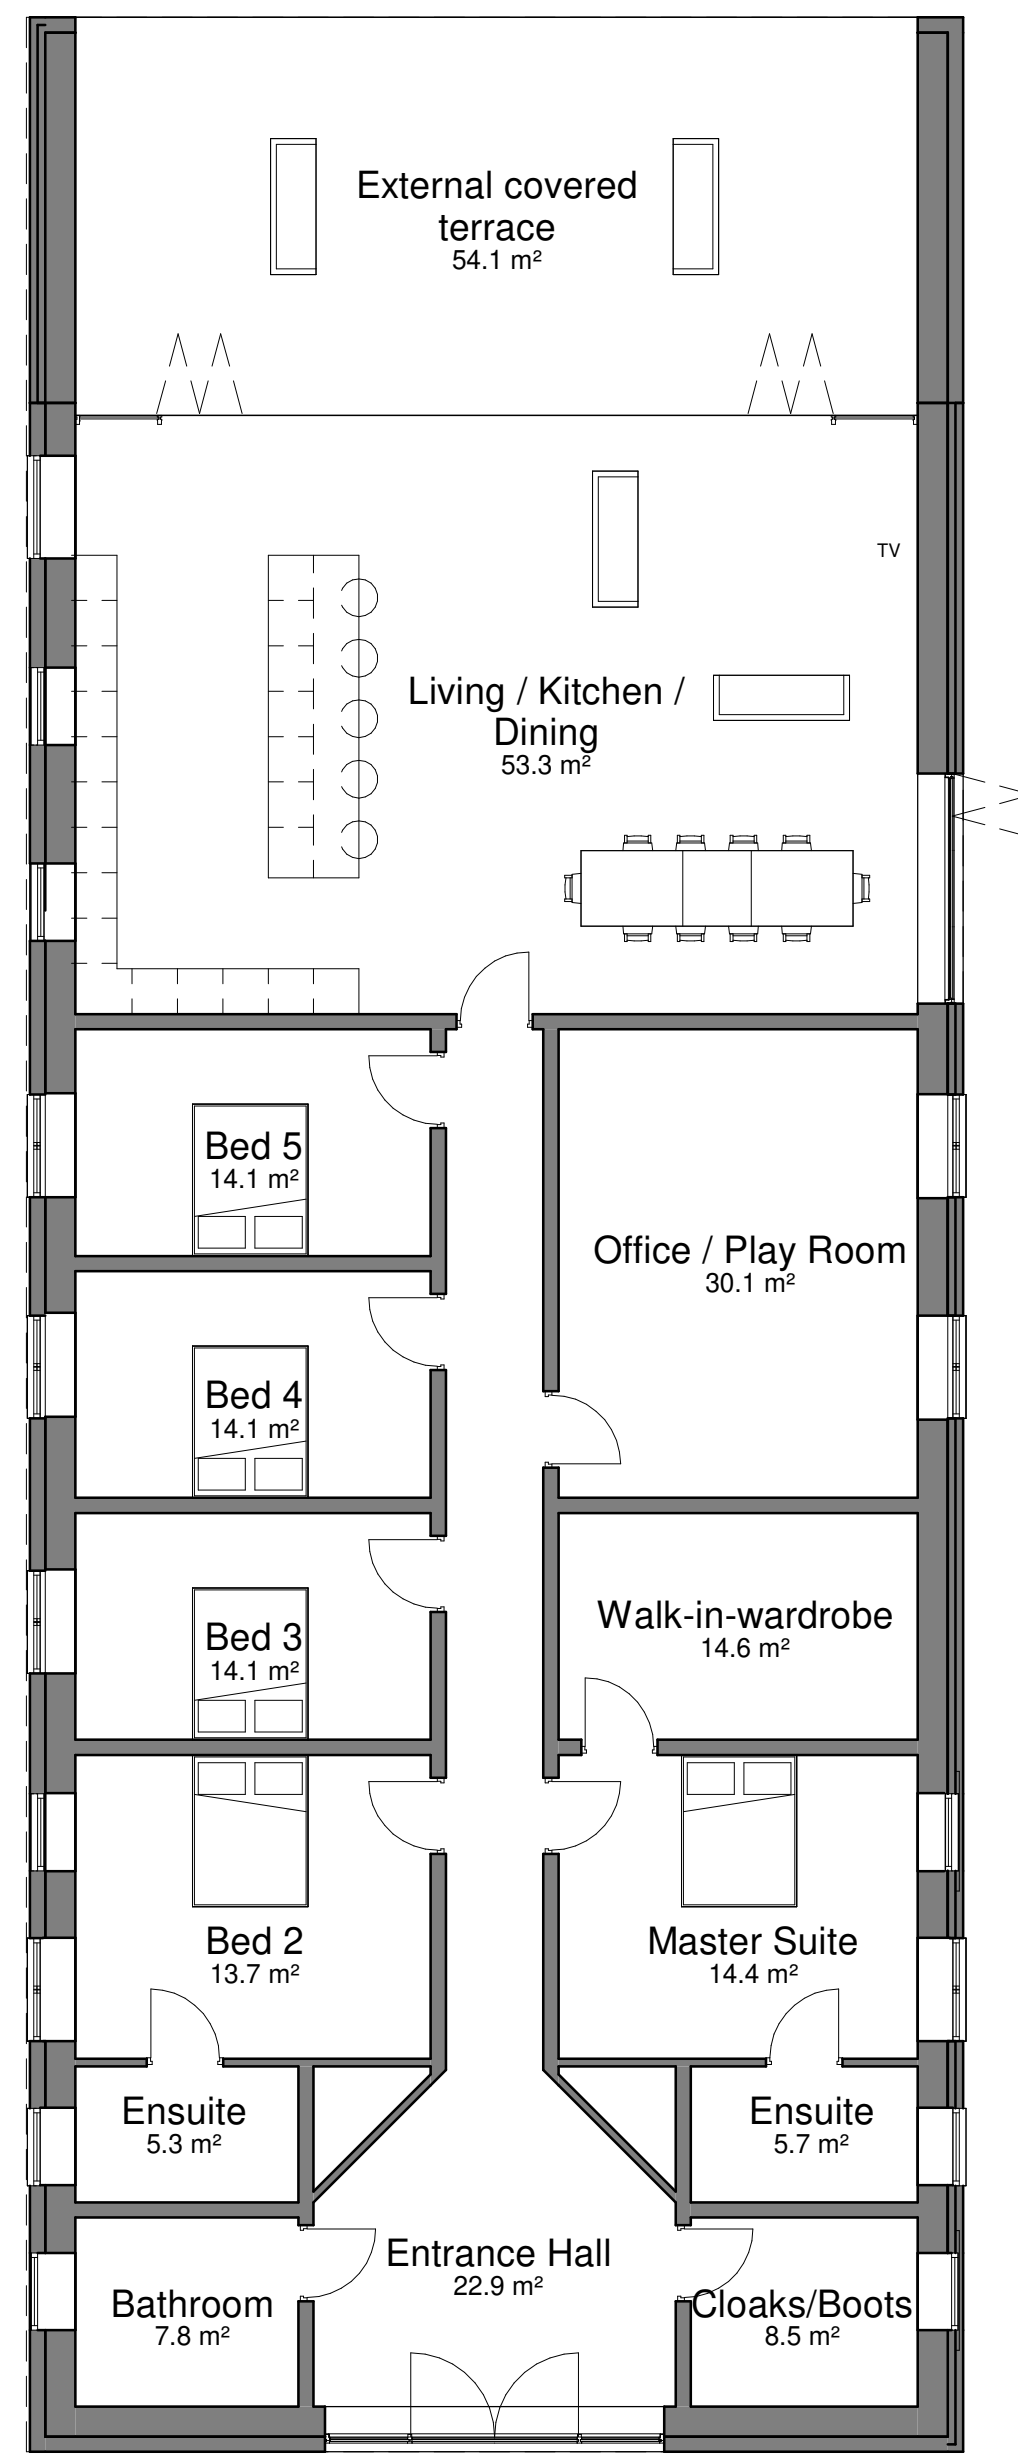 External covered
terrace
54.1 m²
TV
Living / Kitchen /
Dining
53.3 m²
Bed 5
14.1 m²
Office / Play Room
30.1 m²
Bed 4
14.1 m²
Walk-in-wardrobe
14.6 m²
Bed 3
14.1 m²
Bed 2
13.7 m²
Master Suite
14.4 m²
Ensuite
5.3 m²
Ensuite
5.7 m²
Entrance Hall
22.9 m²
Bathroom
7.8 m²
Cloaks/Boots
8.5 m²